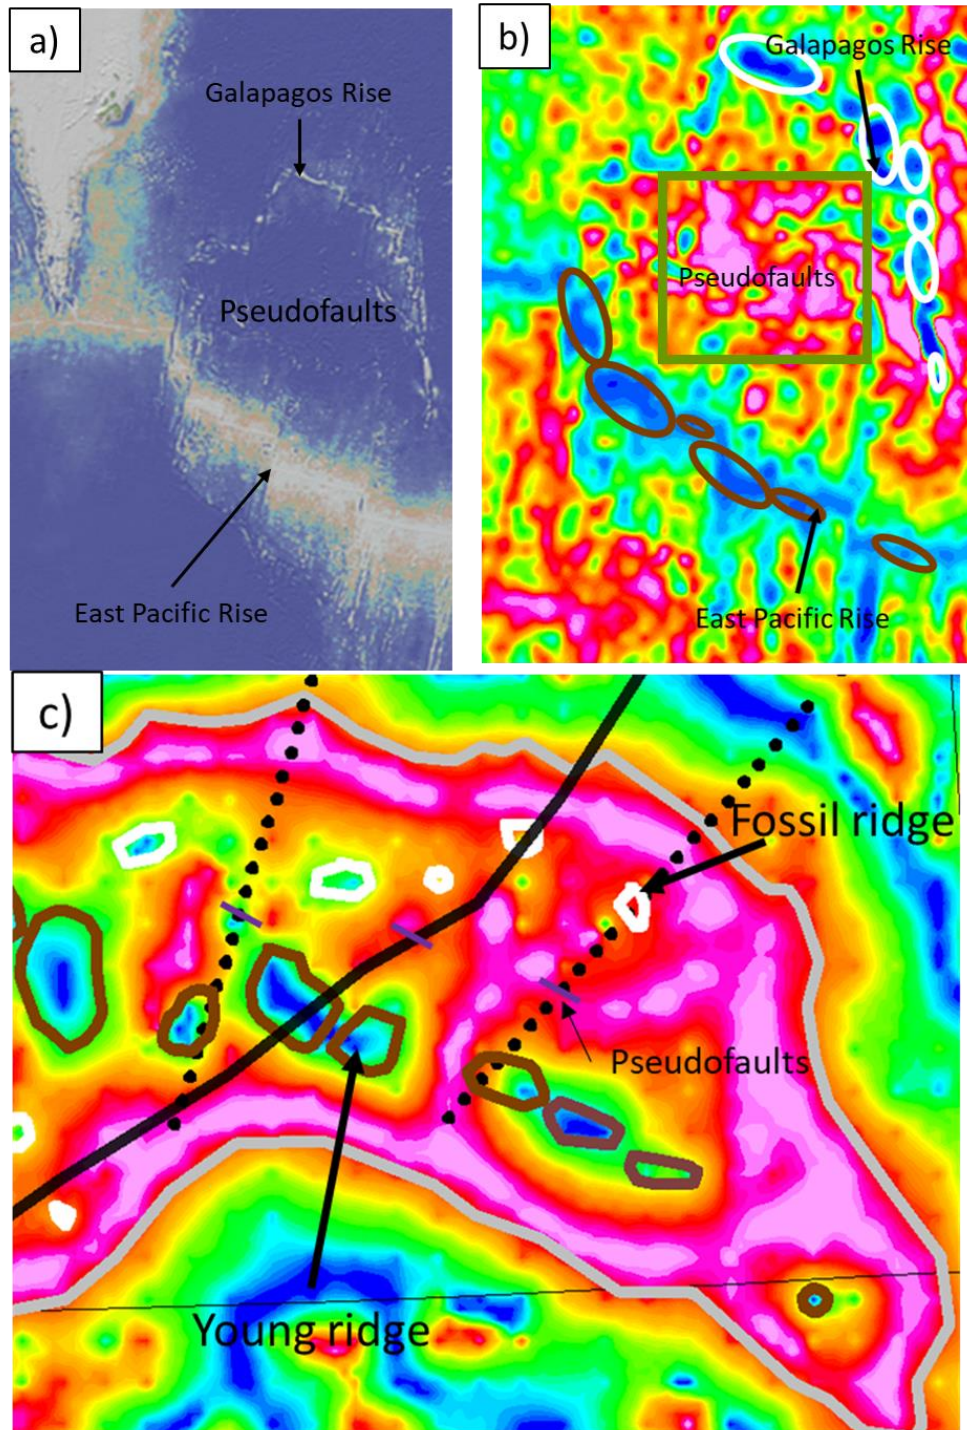 a)
Galapagos Rise
Pseudofaults
East Pacific Rise
b)
Galapagos Rise
Pseudofaults
East Pacific Rise
c)
Fossil ridge
Pseudofaults
Young ridge